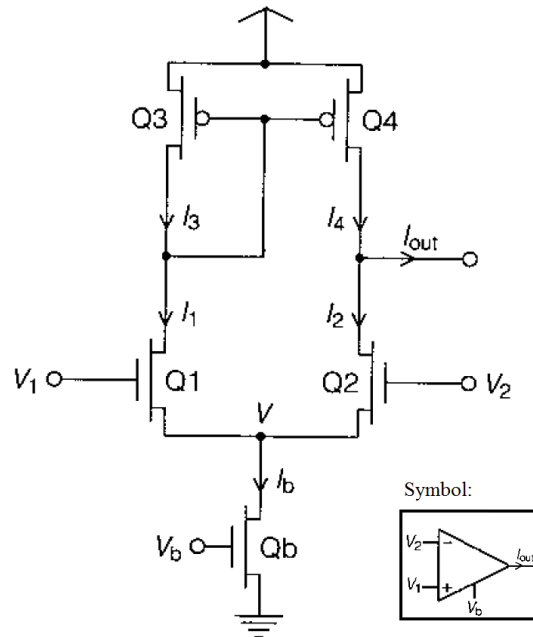 Q3
Q4
I3
I4
Iout
I1
I2
V1
Q1
Q2
V2
V
Ib
Vb
Qb
Symbol:
V2
−
Iout
V1
+
Vb